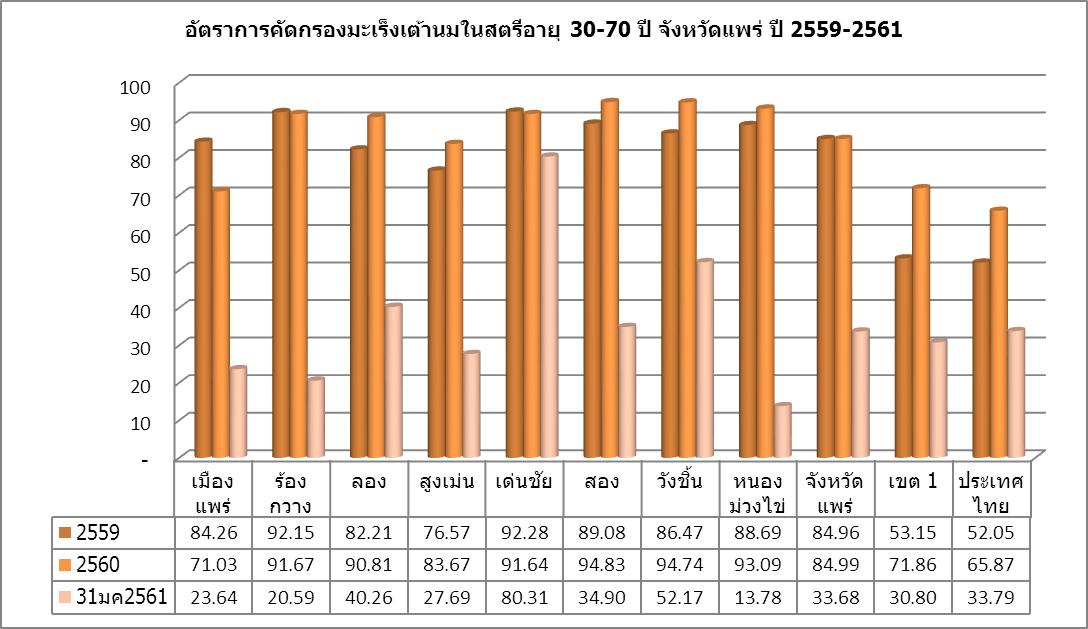 อัตราการคัดกรองมะเร็งเต้านมในสตรีอายุ 30-70 ปี จังหวัดแพร่ ปี 2559-2561
100
90
80
70
60
50
40
30
20
10
-
เมืองแพร่ ร้องกวาง ลอง สูงเม่น เด่นชัย สอง วังชิ้น หนองม่วงไข่ จังหวัดแพร่ เขต 1 ประเทศไทย
2559 84.26 92.15 82.21 76.57 92.28 89.08 86.47 88.69 84.96 53.15 52.05
2560 71.03 91.67 90.81 83.67 91.64 94.83 94.74 93.09 84.99 71.86 65.87
31มค2561 23.64 20.59 40.26 27.69 80.31 34.90 52.17 13.78 33.68 30.80 33.79